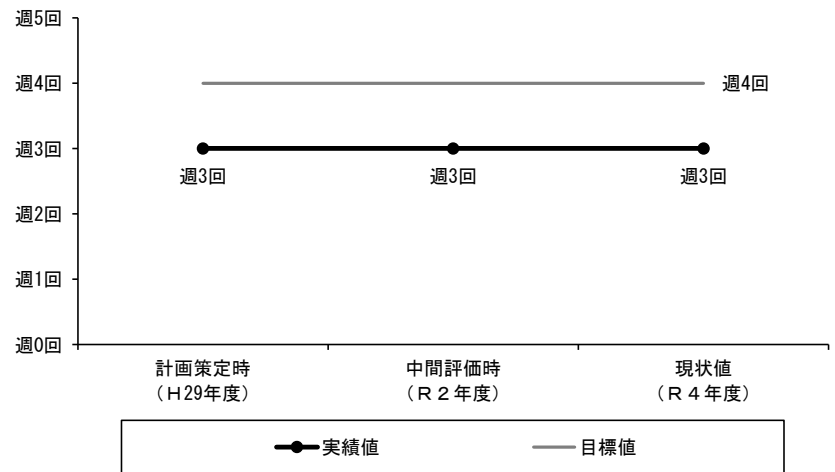 週5回
週4回
週3回
週2回
週1回
週0回
週4回
週3回
週3回
週3回
計画策定時
（Ｈ29年度）
中間評価時
（Ｒ２年度）
現状値
（Ｒ４年度）
実績値
目標値